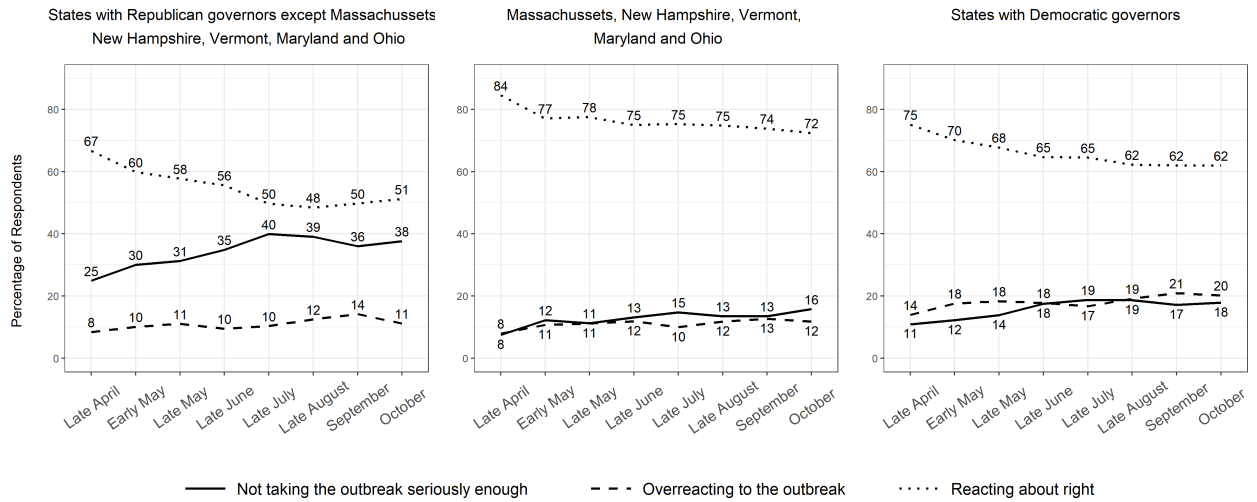 States with Republican governors except Massachussets
New Hampshire, Vermont, Maryland and Ohio
Massachussets, New Hampshire, Vermont,
Maryland and Ohio
States with Democratic governors
Percentage of Respondents
80
60
40
20
0
67 60 58 56 50 48 50 51
25 30 31 35 40 39 36 38
8 10 11 10 10 12 14 11
Late April Early May Late May Late June Late July Late August September October
80
60
40
20
0
84 77 78 75 75 75 74 72
8 12 11 13 15 13 13 16
8 11 11 12 10 12 13 12
Late April Early May Late May Late June Late July Late August September October
80
60
40
20
0
75 70 68 65 65 62 62 62
14 18 18 18 19 19 21 20
11 12 14 18 17 19 17 18
Late April Early May Late May Late June Late July Late August September October
Not taking the outbreak seriously enough
Overreacting to the outbreak
Reacting about right